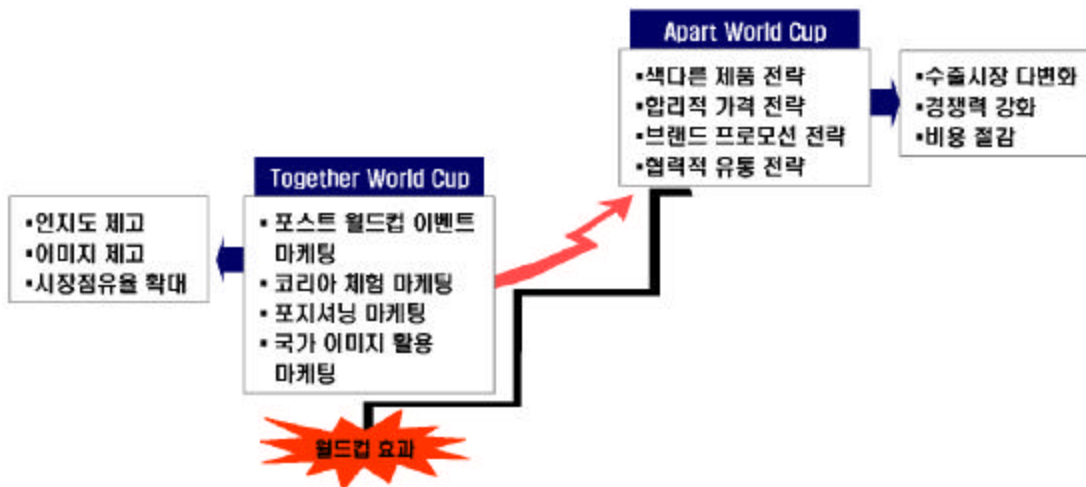 Apart World Cup
▪색다른 제품 전략
▪합리적 가격 전략
▪브랜드 프로모션 전략
▪협력적 유통 전략
▪수출시장 다변화
▪경쟁력 강화
▪비용 절감
Together World Cup
▪ 포스트 월드컵 이벤트
마케팅
▪ 코리아 체험 마케팅
▪ 포지셔닝 마케팅
▪ 국가 이미지 활용
마케팅
▪인지도 제고
▪이미지 제고
▪시장점유율 확대
월드컵 효과